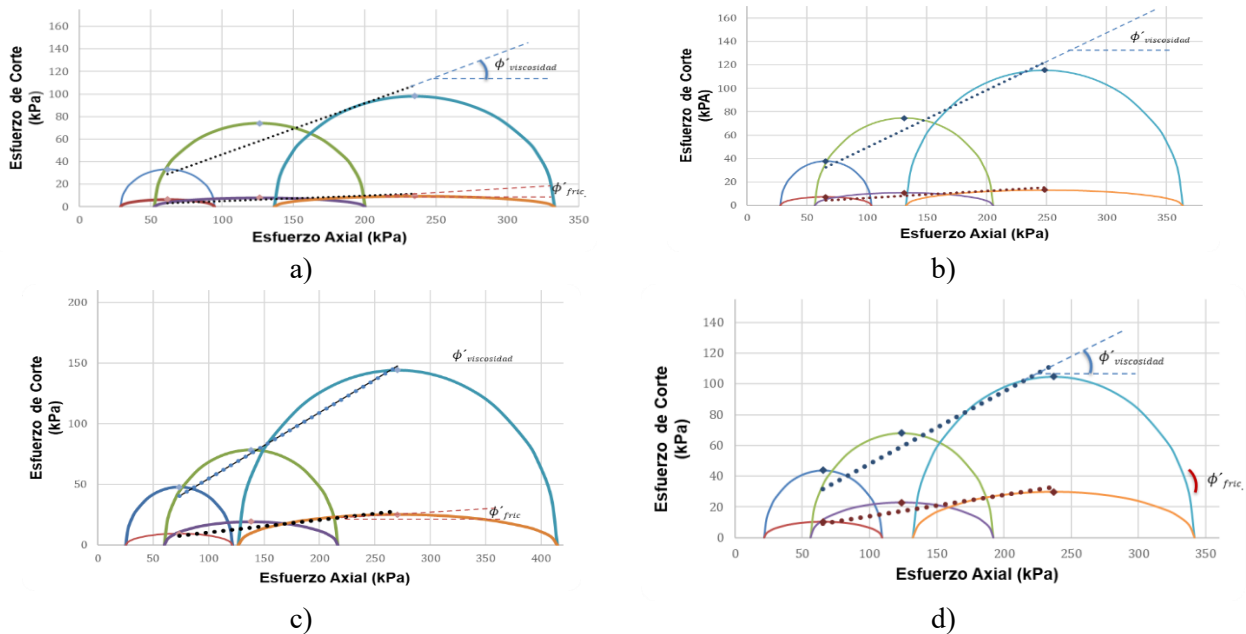 160
140
120
100
80
60
40
20
0
0
50
100
150
200
250
300
350
Esfuerzo de Corte
(kPa)
Esfuerzo Axial (kPa)
ϕ´viscosidad
ϕ´fric.
a)
160
140
120
100
80
60
40
20
0
0
50
100
150
200
250
300
350
Esfuerzo de Corte
(kPA)
Esfuerzo Axial (kPa)
ϕ´viscosidad
b)
200
150
100
50
0
0
50
100
150
200
250
300
350
400
Esfuerzo de Corte
(kPa)
Esfuerzo Axial (kPa)
ϕ´viscosidad
ϕ´fric
c)
140
120
100
80
60
40
20
0
0
50
100
150
200
250
300
350
Esfuerzo de Corte
(kPa)
Esfuerzo Axial (kPa)
ϕ´viscosidad
ϕ´fric.
d)